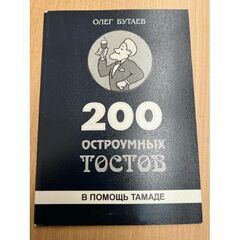 ОЛЕГ БУТАЕВ
200
ОСТРОУМНЫХ
ТОСТОВ
В ПОМОЩЬ ТАМАДЕ